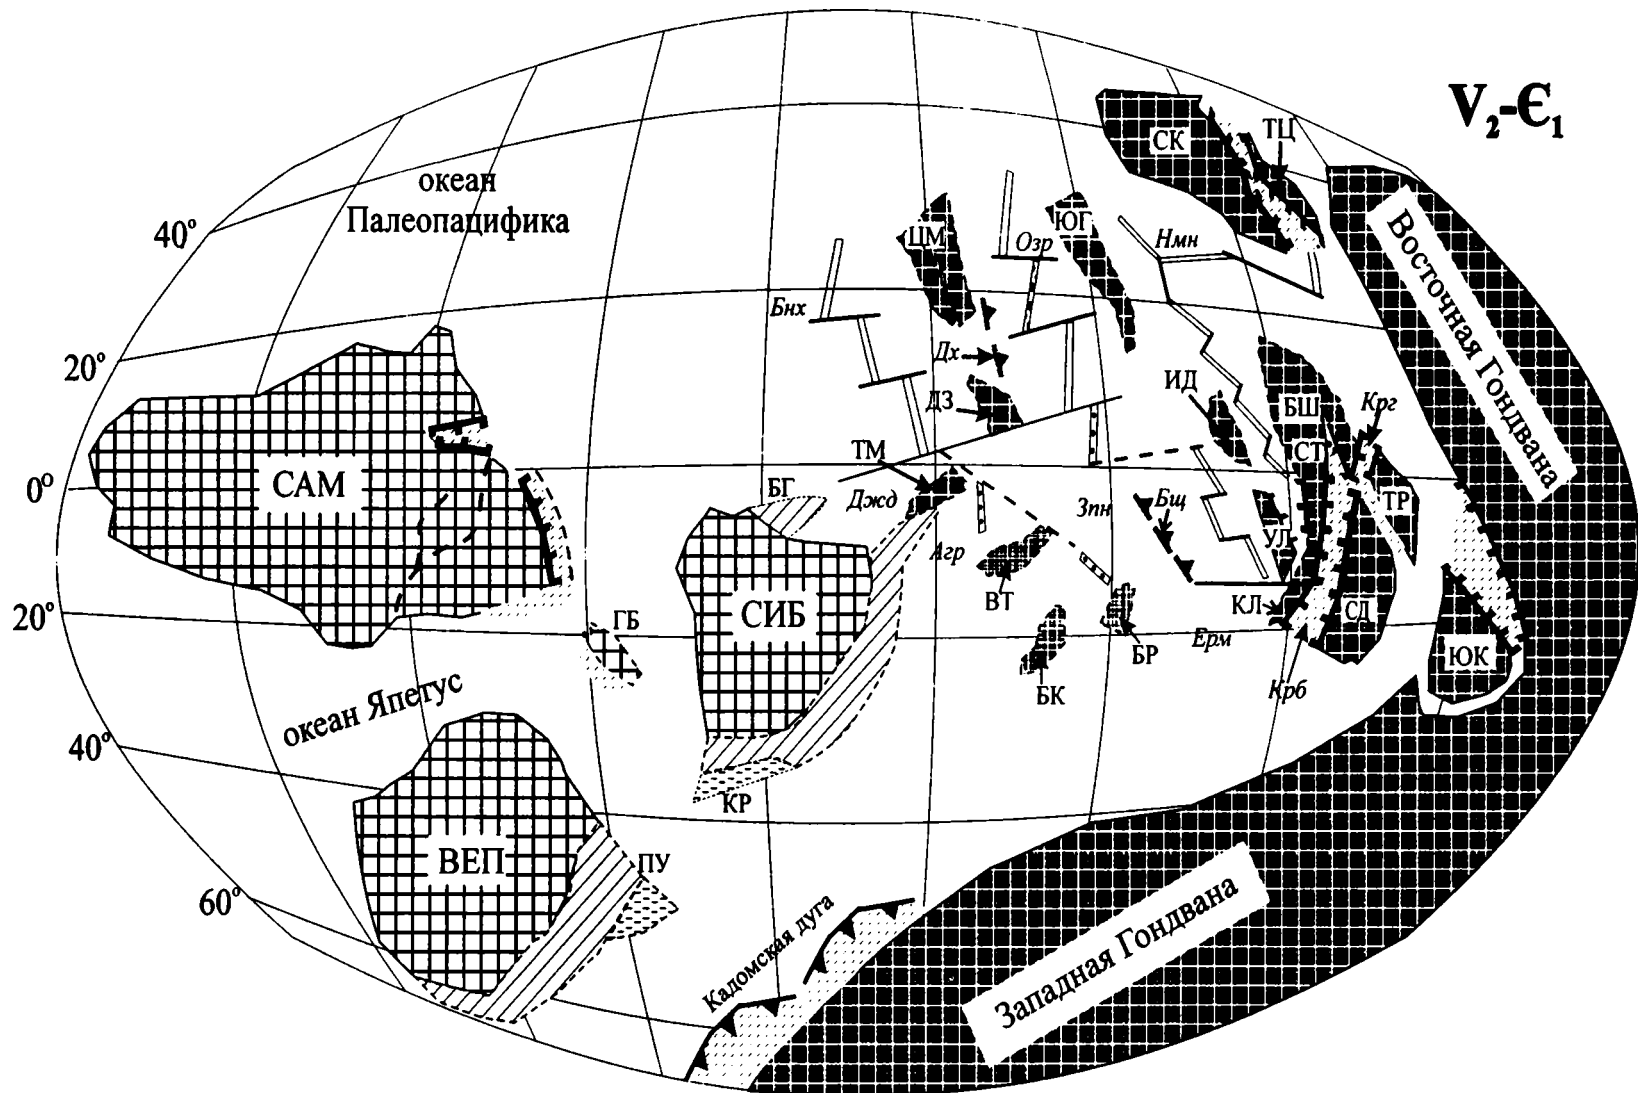 V₂-Є₁
океан
Палеопацифика
40°
20°
0°
20°
40°
60°
СК
ТЦ
Восточная Гондвана
ЦМ
Озр
ЮГ
Нмн
Бнх
Дх
ДЗ
ИД
БШ
Крг
СТ
ТМ
САМ
БГ
Джд
Зпн
Бщ
ТР
Агр
УЛ
ВТ
КЛ
СД
ГБ
СИБ
БР
Ерм
ЮК
БК
Крб
океан Япетус
КР
ВЕП
ПУ
Кадомская дуга
Западная Гондвана